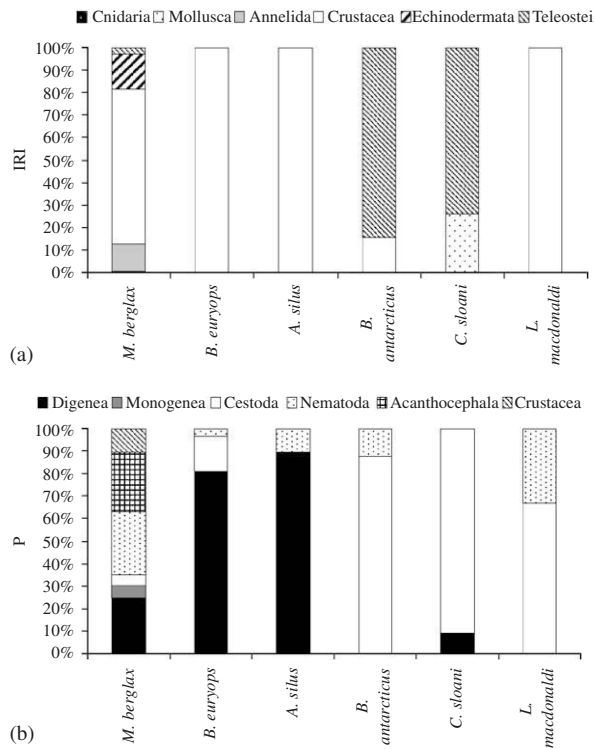 Cnidaria Mollusca Annelida Crustacea Echinodermata Teleostei
100%
90%
80%
70%
60%
50%
40%
30%
20%
10%
0%
IRI
M. berglax
B. euryops
A. silus
B. antarcticus
C. sloani
L. macdonaldi
(a)
Digenea Monogenea Cestoda Nematoda Acanthocephala Crustacea
100%
90%
80%
70%
60%
50%
40%
30%
20%
10%
0%
P
M. berglax
B. euryops
A. silus
B. antarcticus
C. sloani
L. macdonaldi
(b)